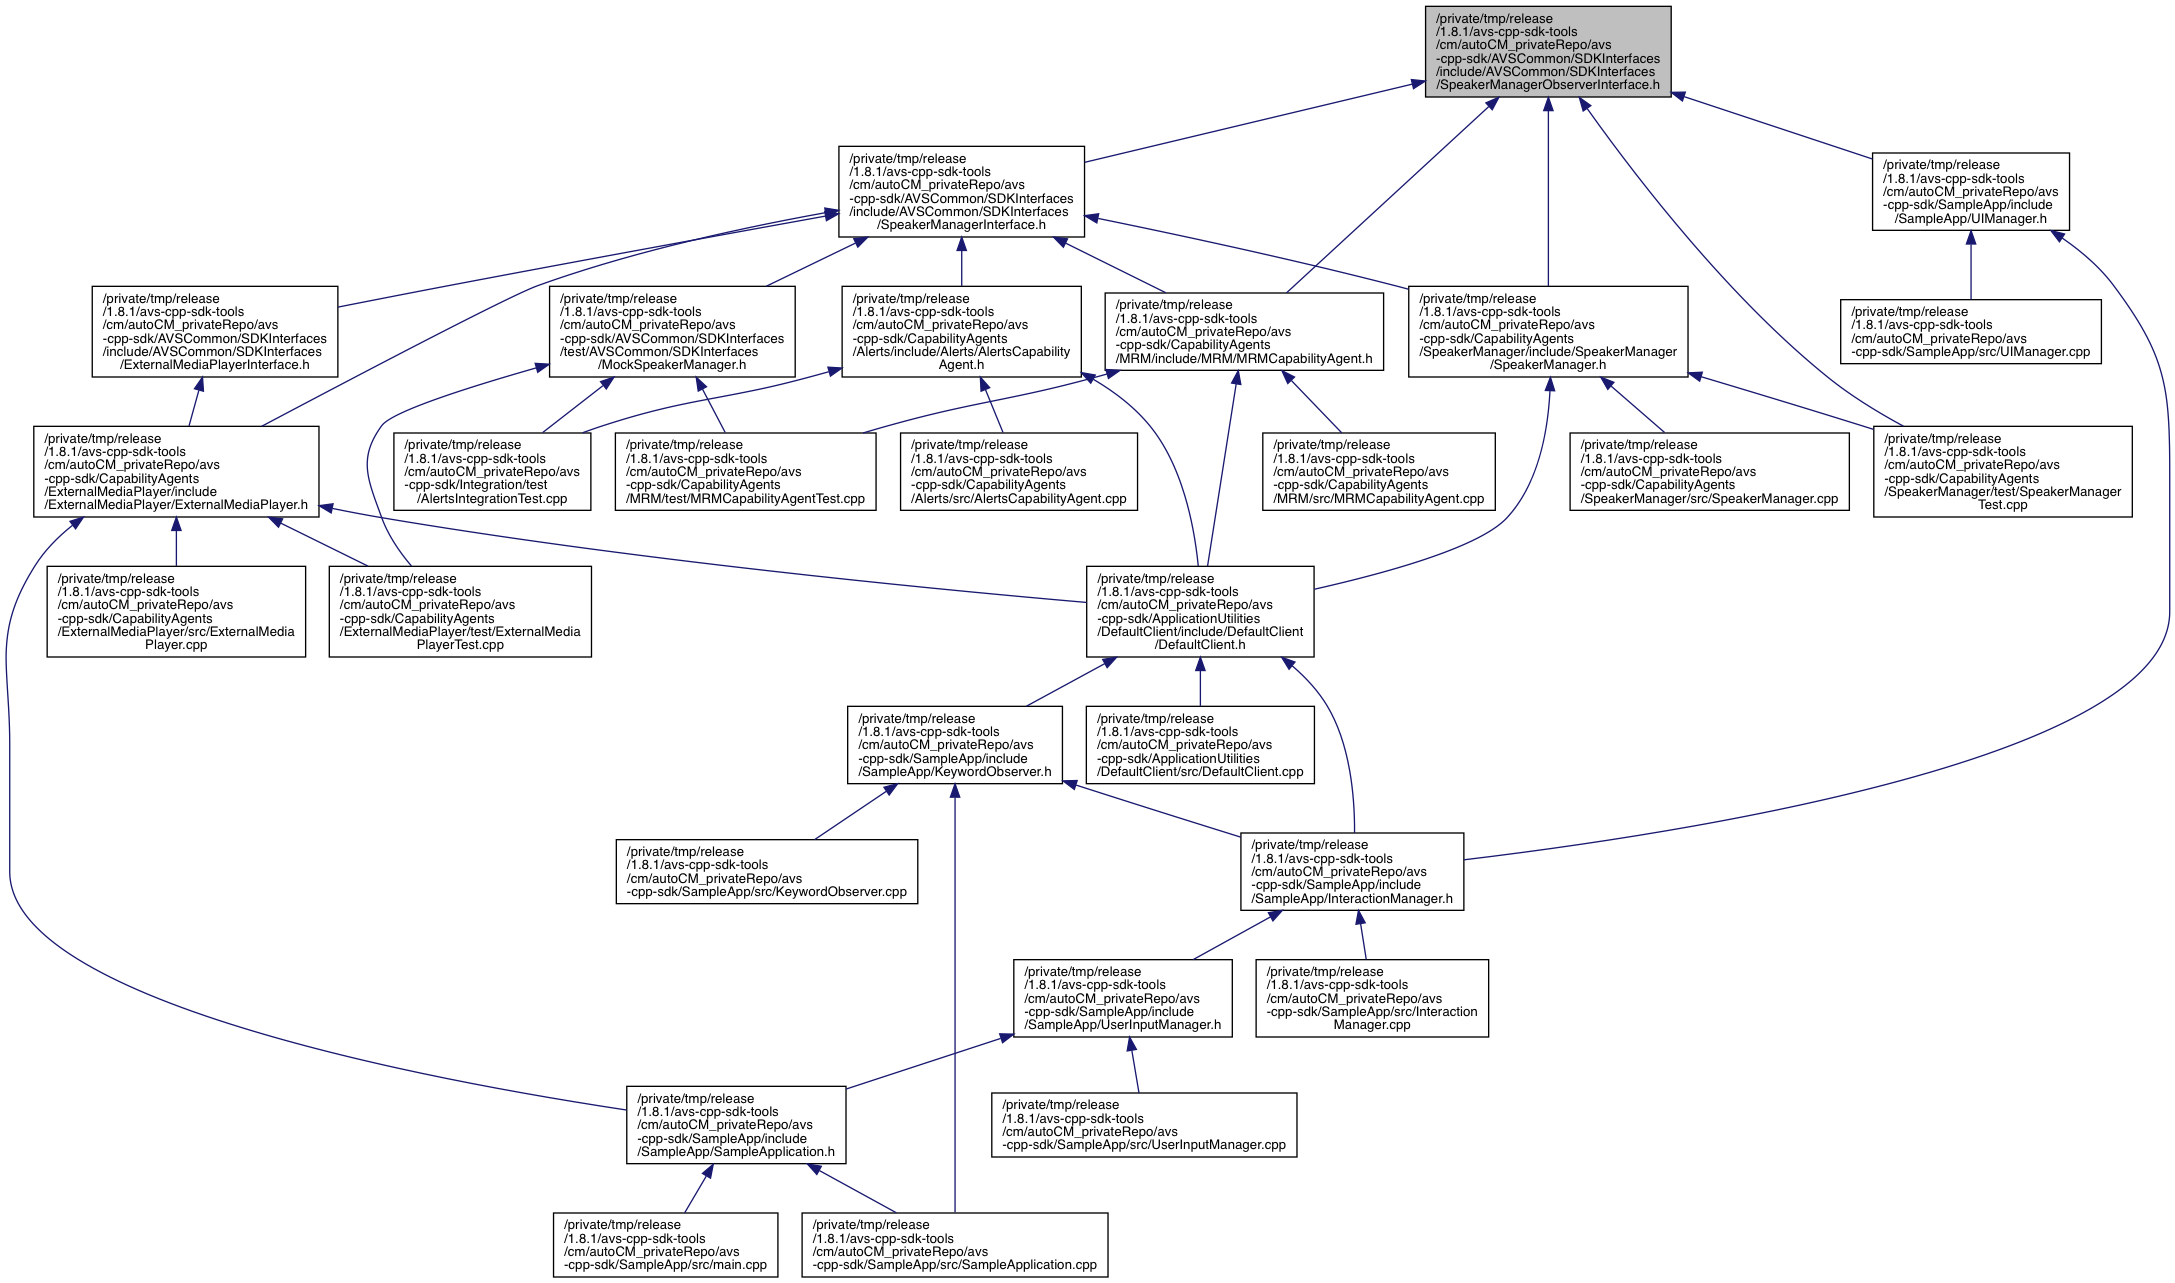 /private/tmp/release
/1.8.1/avs-cpp-sdk-tools
/cm/autoCM_privateRepo/avs
-cpp-sdk/AVSCommon/SDKInterfaces
/include/AVSCommon/SDKInterfaces
/SpeakerManagerObserverInterface.h
/private/tmp/release
/1.8.1/avs-cpp-sdk-tools
/cm/autoCM_privateRepo/avs
-cpp-sdk/AVSCommon/SDKInterfaces
/include/AVSCommon/SDKInterfaces
/SpeakerManagerInterface.h
/private/tmp/release
/1.8.1/avs-cpp-sdk-tools
/cm/autoCM_privateRepo/avs
-cpp-sdk/SampleApp/include
/SampleApp/UIManager.h
/private/tmp/release
/1.8.1/avs-cpp-sdk-tools
/cm/autoCM_privateRepo/avs
-cpp-sdk/AVSCommon/SDKInterfaces
/include/AVSCommon/SDKInterfaces
/ExternalMediaPlayerInterface.h
/private/tmp/release
/1.8.1/avs-cpp-sdk-tools
/cm/autoCM_privateRepo/avs
-cpp-sdk/AVSCommon/SDKInterfaces
/test/AVSCommon/SDKInterfaces
/MockSpeakerManager.h
/private/tmp/release
/1.8.1/avs-cpp-sdk-tools
/cm/autoCM_privateRepo/avs
-cpp-sdk/CapabilityAgents
/Alerts/include/Alerts/AlertsCapability
Agent.h
/private/tmp/release
/1.8.1/avs-cpp-sdk-tools
/cm/autoCM_privateRepo/avs
-cpp-sdk/CapabilityAgents
/MRM/include/MRM/MRMCapabilityAgent.h
/private/tmp/release
/1.8.1/avs-cpp-sdk-tools
/cm/autoCM_privateRepo/avs
-cpp-sdk/CapabilityAgents
/SpeakerManager/include/SpeakerManager
/SpeakerManager.h
/private/tmp/release
/1.8.1/avs-cpp-sdk-tools
/cm/autoCM_privateRepo/avs
-cpp-sdk/SampleApp/src/UIManager.cpp
/private/tmp/release
/1.8.1/avs-cpp-sdk-tools
/cm/autoCM_privateRepo/avs
-cpp-sdk/CapabilityAgents
/ExternalMediaPlayer/include
/ExternalMediaPlayer/ExternalMediaPlayer.h
/private/tmp/release
/1.8.1/avs-cpp-sdk-tools
/cm/autoCM_privateRepo/avs
-cpp-sdk/Integration/test
/AlertsIntegrationTest.cpp
/private/tmp/release
/1.8.1/avs-cpp-sdk-tools
/cm/autoCM_privateRepo/avs
-cpp-sdk/CapabilityAgents
/MRM/test/MRMCapabilityAgentTest.cpp
/private/tmp/release
/1.8.1/avs-cpp-sdk-tools
/cm/autoCM_privateRepo/avs
-cpp-sdk/CapabilityAgents
/Alerts/src/AlertsCapabilityAgent.cpp
/private/tmp/release
/1.8.1/avs-cpp-sdk-tools
/cm/autoCM_privateRepo/avs
-cpp-sdk/CapabilityAgents
/MRM/src/MRMCapabilityAgent.cpp
/private/tmp/release
/1.8.1/avs-cpp-sdk-tools
/cm/autoCM_privateRepo/avs
-cpp-sdk/CapabilityAgents
/SpeakerManager/src/SpeakerManager.cpp
/private/tmp/release
/1.8.1/avs-cpp-sdk-tools
/cm/autoCM_privateRepo/avs
-cpp-sdk/CapabilityAgents
/SpeakerManager/test/SpeakerManager
Test.cpp
/private/tmp/release
/1.8.1/avs-cpp-sdk-tools
/cm/autoCM_privateRepo/avs
-cpp-sdk/CapabilityAgents
/ExternalMediaPlayer/src/ExternalMedia
Player.cpp
/private/tmp/release
/1.8.1/avs-cpp-sdk-tools
/cm/autoCM_privateRepo/avs
-cpp-sdk/CapabilityAgents
/ExternalMediaPlayer/test/ExternalMedia
PlayerTest.cpp
/private/tmp/release
/1.8.1/avs-cpp-sdk-tools
/cm/autoCM_privateRepo/avs
-cpp-sdk/ApplicationUtilities
/DefaultClient/include/DefaultClient
/DefaultClient.h
/private/tmp/release
/1.8.1/avs-cpp-sdk-tools
/cm/autoCM_privateRepo/avs
-cpp-sdk/SampleApp/include
/SampleApp/KeywordObserver.h
/private/tmp/release
/1.8.1/avs-cpp-sdk-tools
/cm/autoCM_privateRepo/avs
-cpp-sdk/ApplicationUtilities
/DefaultClient/src/DefaultClient.cpp
/private/tmp/release
/1.8.1/avs-cpp-sdk-tools
/cm/autoCM_privateRepo/avs
-cpp-sdk/SampleApp/src/KeywordObserver.cpp
/private/tmp/release
/1.8.1/avs-cpp-sdk-tools
/cm/autoCM_privateRepo/avs
-cpp-sdk/SampleApp/include
/SampleApp/InteractionManager.h
/private/tmp/release
/1.8.1/avs-cpp-sdk-tools
/cm/autoCM_privateRepo/avs
-cpp-sdk/SampleApp/include
/SampleApp/UserInputManager.h
/private/tmp/release
/1.8.1/avs-cpp-sdk-tools
/cm/autoCM_privateRepo/avs
-cpp-sdk/SampleApp/src/Interaction
Manager.cpp
/private/tmp/release
/1.8.1/avs-cpp-sdk-tools
/cm/autoCM_privateRepo/avs
-cpp-sdk/SampleApp/include
/SampleApp/SampleApplication.h
/private/tmp/release
/1.8.1/avs-cpp-sdk-tools
/cm/autoCM_privateRepo/avs
-cpp-sdk/SampleApp/src/UserInputManager.cpp
/private/tmp/release
/1.8.1/avs-cpp-sdk-tools
/cm/autoCM_privateRepo/avs
-cpp-sdk/SampleApp/src/main.cpp
/private/tmp/release
/1.8.1/avs-cpp-sdk-tools
/cm/autoCM_privateRepo/avs
-cpp-sdk/SampleApp/src/SampleApplication.cpp